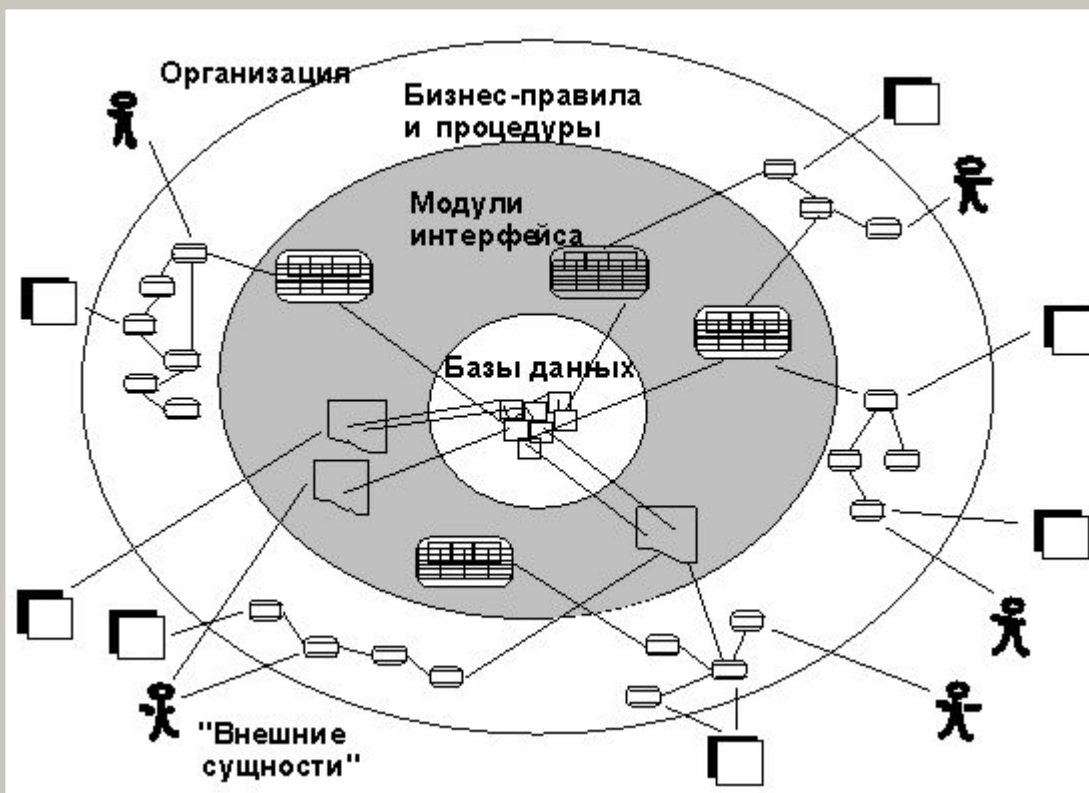 Организация
Бизнес-правила
и процедуры
Модули
интерфейса
Базы данных
"Внешние
сущности"